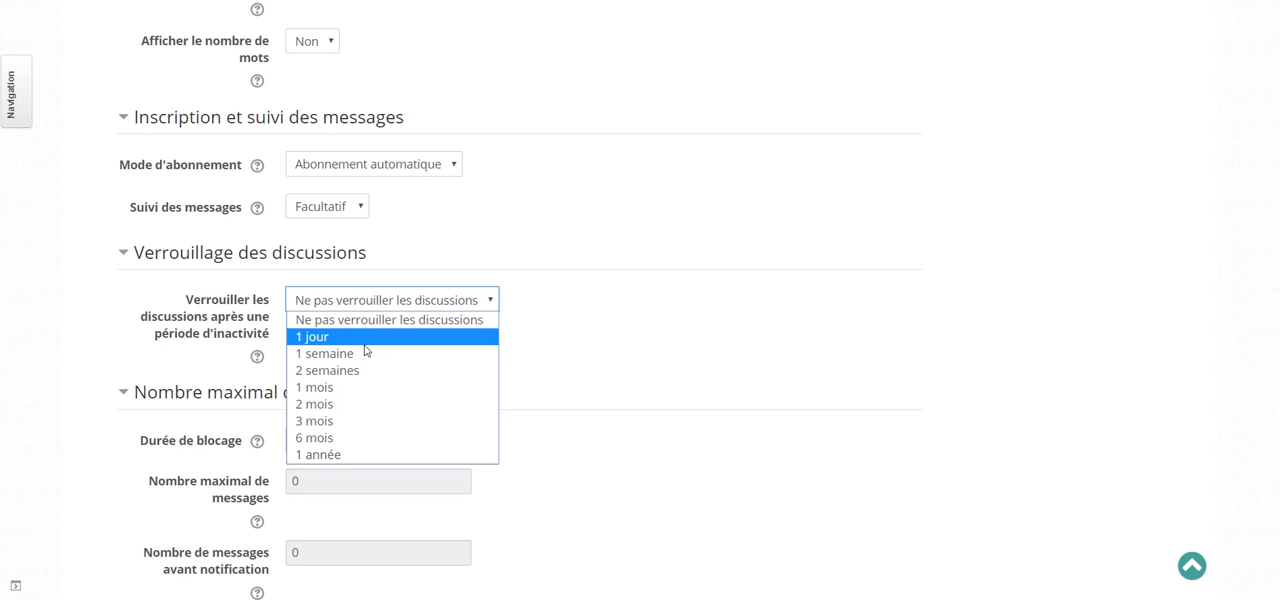 Afficher le nombre de
mots
Non
Navigation
Inscription et suivi des messages
Mode d'abonnement
Abonnement automatique
Suivi des messages
Facultatif
Verrouillage des discussions
Verrouiller les
discussions après une
période d'inactivité
Ne pas verrouiller les discussions
Ne pas verrouiller les discussions
1 jour
1 semaine
2 semaines
1 mois
2 mois
3 mois
6 mois
1 année
Nombre maximal
Durée de blocage
Nombre maximal de
messages
0
Nombre de messages
avant notification
0